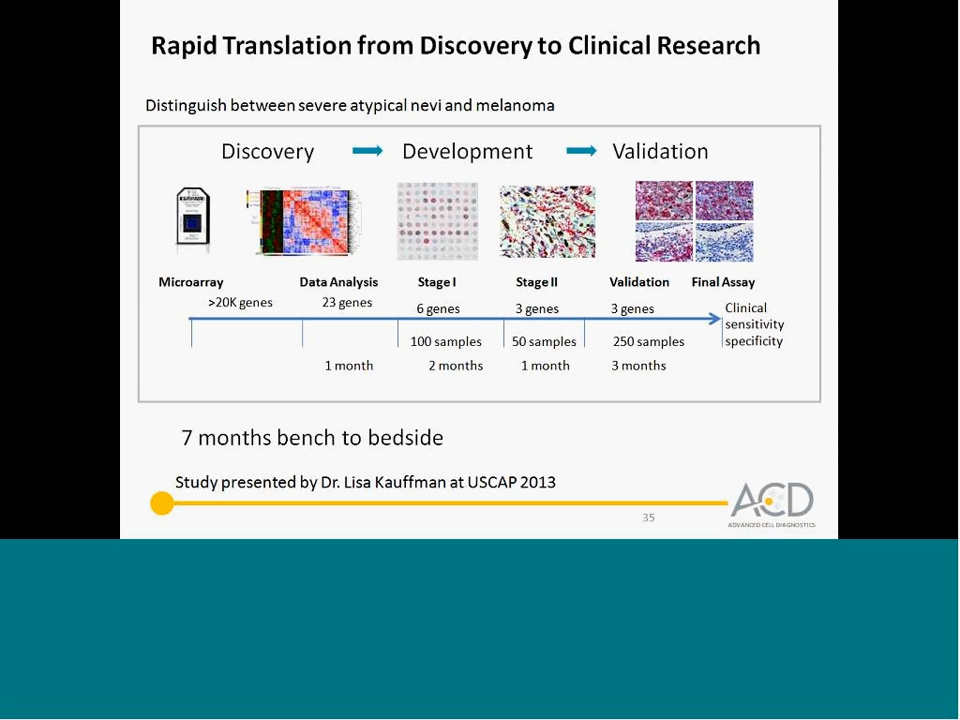 Rapid Translation from Discovery to Clinical Research
Distinguish between severe atypical nevi and melanoma
Discovery Development Validation
Microarray Data Analysis Stage I Stage II Validation Final Assay
>20K genes 23 genes 6 genes 3 genes 3 genes Clinical
sensitivity
100 samples 50 samples 250 samples specificity
1 month 2 months 1 month 3 months
7 months bench to bedside
Study presented by Dr. Lisa Kauffman at USCAP 2013
35
ACD
ADVANCED CELL DIAGNOSTICS